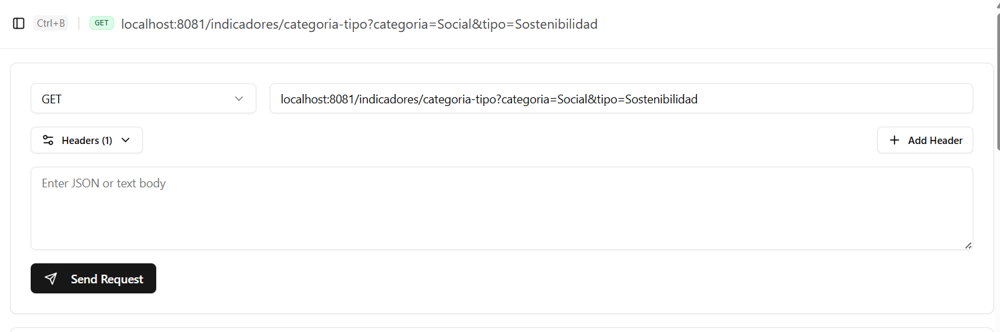 Ctrl+B GET localhost:8081/indicadores/categoria-tipo?categoria=Social&tipo=Sostenibilidad
GET localhost:8081/indicadores/categoria-tipo?categoria=Social&tipo=Sostenibilidad
Headers (1) Add Header
Enter JSON or text body
Send Request